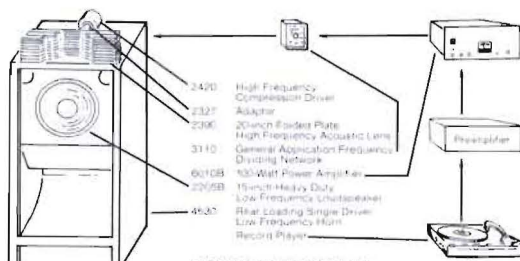 2420 High Frequency
Compression Driver
2327 Adaptor
2390 20-inch Folded Plate
High Frequency Acoustic Lens
3110 General Application Frequency
Dividing Network
100-Watt Power Amplifier
2205B 15-inch Heavy Duty
Low Frequency Loudspeaker
4530 Rear Loading Single Driver
Low Frequency Horn
Record Player
Preamplifier